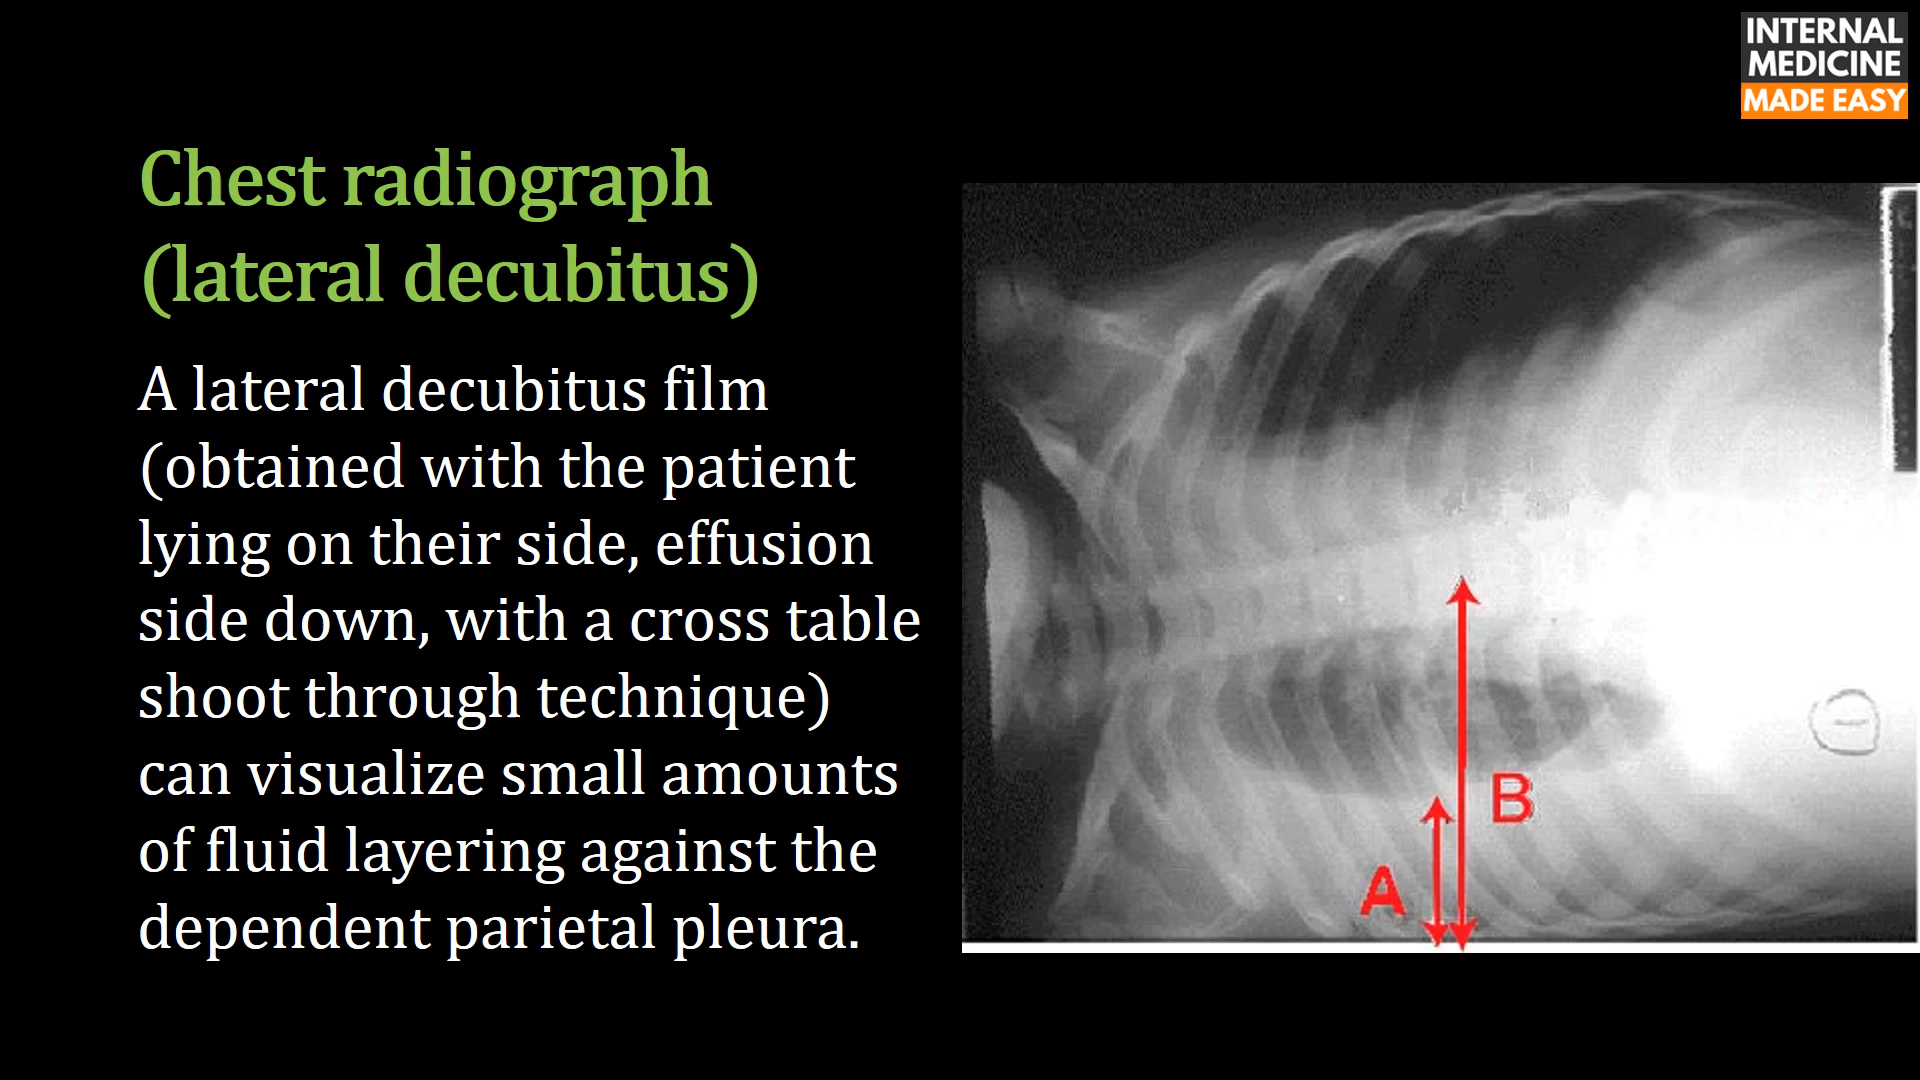 INTERNAL
MEDICINE
MADE EASY
Chest radiograph
(lateral decubitus)
A lateral decubitus film
(obtained with the patient
lying on their side, effusion
side down, with a cross table
shoot through technique)
can visualize small amounts
of fluid layering against the
dependent parietal pleura.
B
A